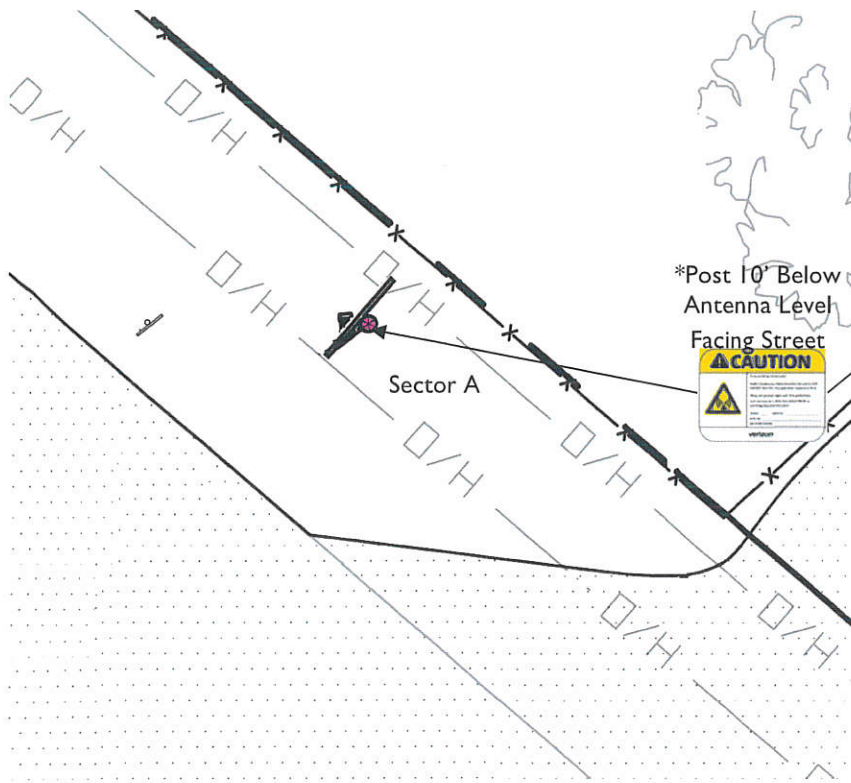 O/H
O/H
O/H
O/H
O/H
*Post 10' Below
Antenna Level
Facing Street
CAUTION
Sector A
O/H
O/H
verizon
O/H
O/H